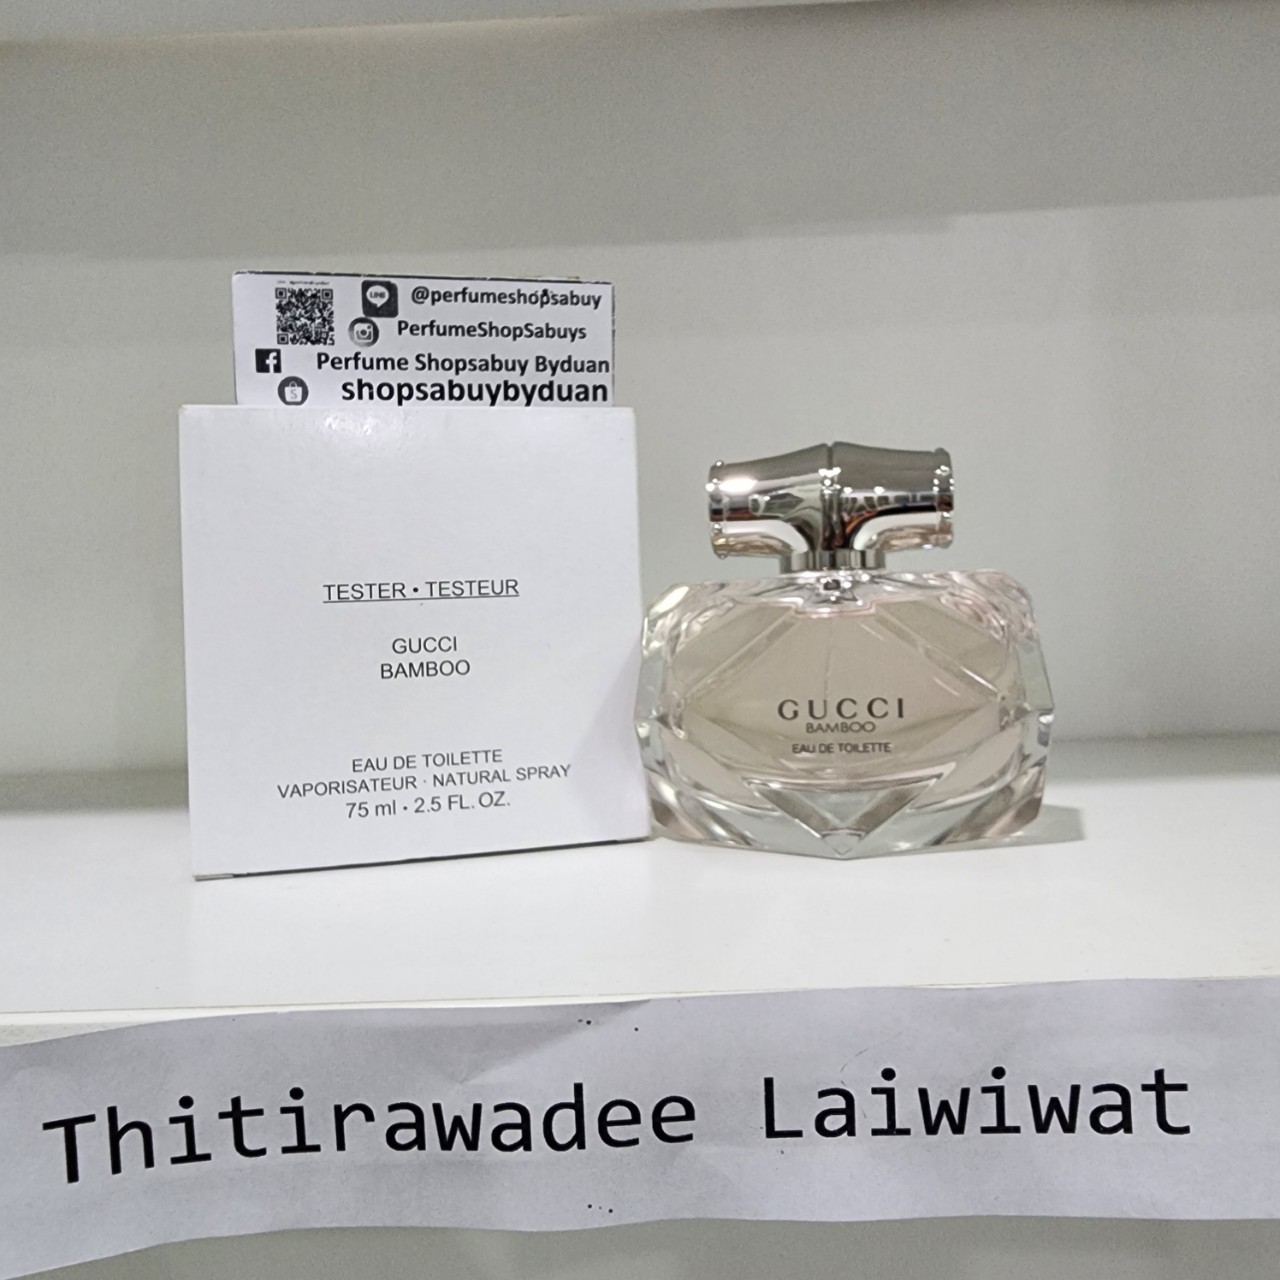 @perfumeshopsabuy
PerfumeShopSabuys
Perfume Shopsabuy Byduan
shopsabuybyduan
TESTER • TESTEUR
GUCCI
BAMBOO
EAU DE TOILETTE
VAPORISATEUR · NATURAL SPRAY
75 ml • 2.5 FL. OZ.
GUCCI
BAMBOO
EAU DE TOILETTE
Thitirawadee Laiwiwat